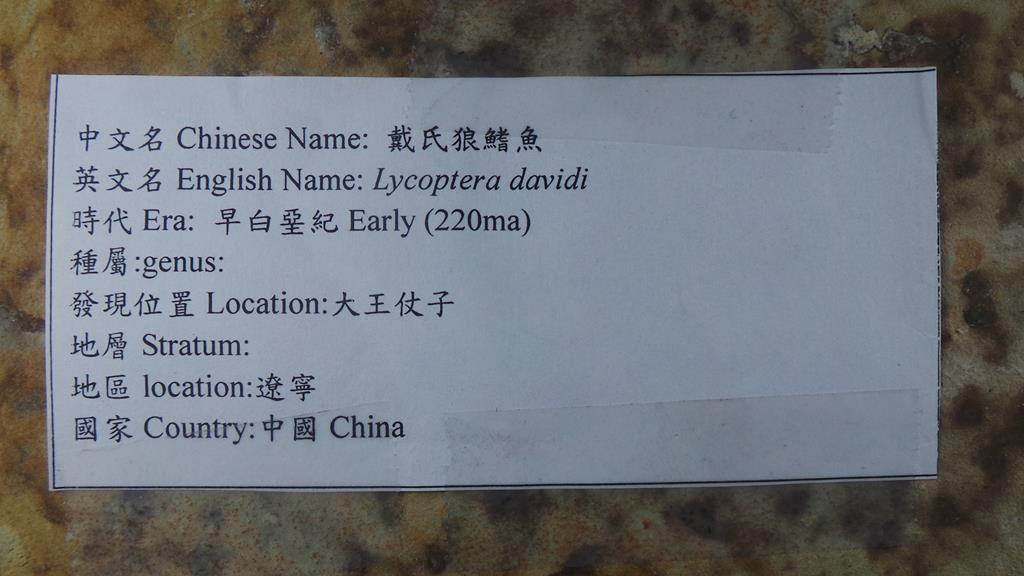 中文名 Chinese Name: 戴氏狼鰭魚
英文名 English Name: Lycoptera davidi
時代 Era: 早白堊紀 Early (220ma)
種屬:genus:
發現位置 Location:大王仗子
地層 Stratum:
地區 location:遼寧
國家 Country:中國 China